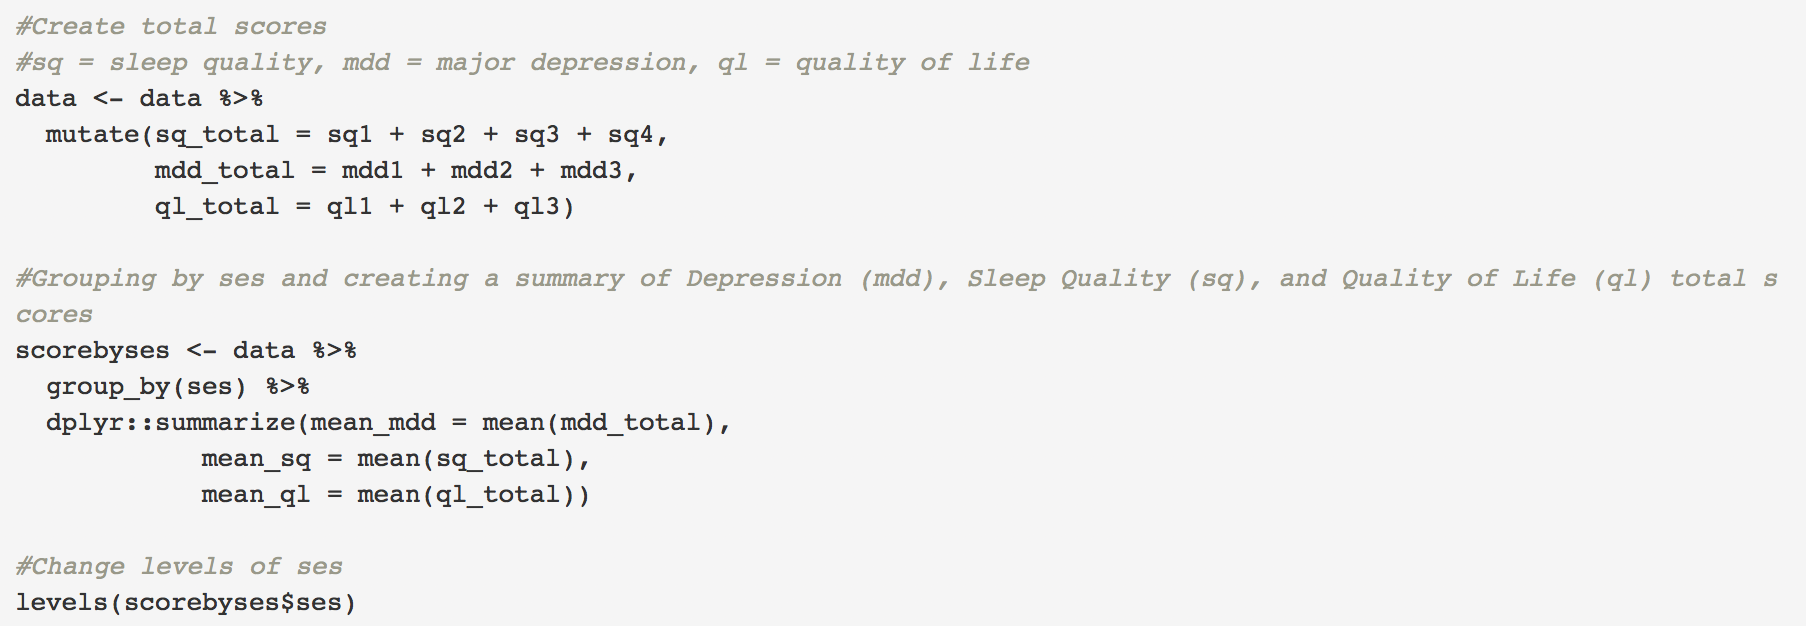 #Create total scores
#sq = sleep quality, mdd = major depression, ql = quality of life
data <- data %>%
  mutate(sq_total = sq1 + sq2 + sq3 + sq4,
         mdd_total = mdd1 + mdd2 + mdd3,
         ql_total = ql1 + ql2 + ql3)

#Grouping by ses and creating a summary of Depression (mdd), Sleep Quality (sq), and Quality of Life (ql) total s
cores
scorebyses <- data %>%
  group_by(ses) %>%
  dplyr::summarize(mean_mdd = mean(mdd_total),
            mean_sq = mean(sq_total),
            mean_ql = mean(ql_total))

#Change levels of ses
levels(scorebyses$ses)